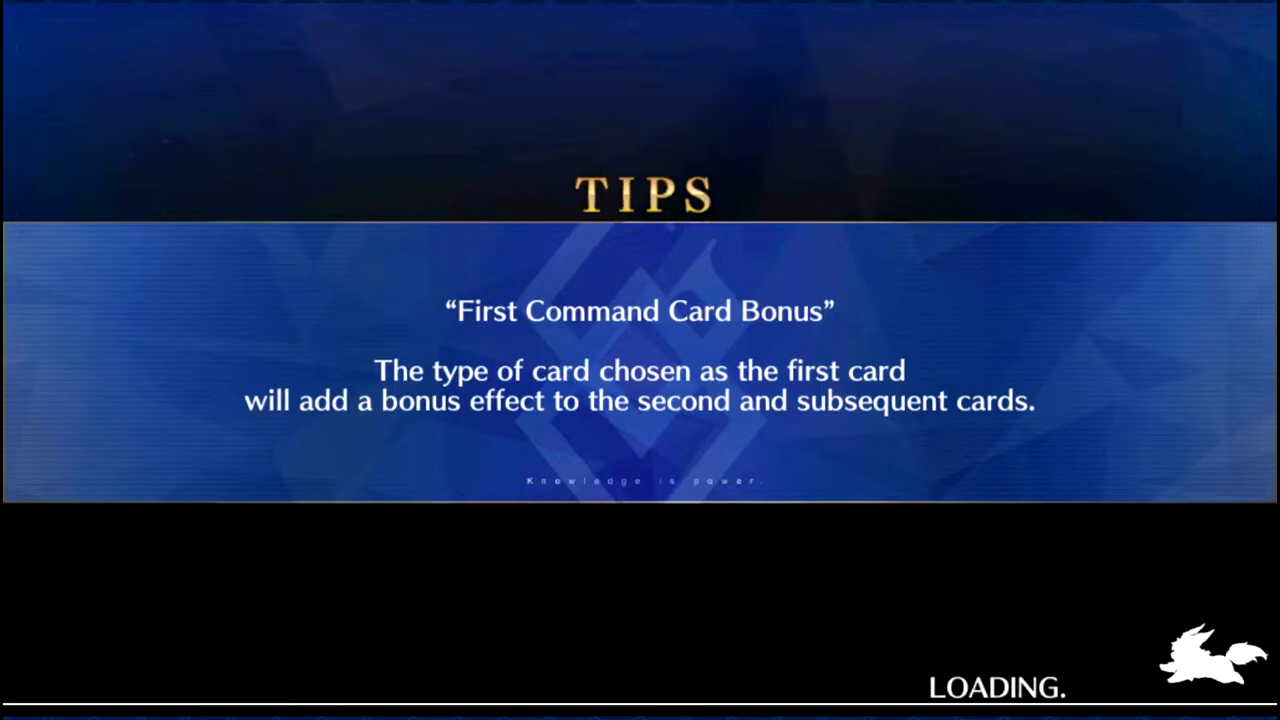 TIPS
“First Command Card Bonus”
The type of card chosen as the first card
will add a bonus effect to the second and subsequent cards.
Knowledge is power.
LOADING.